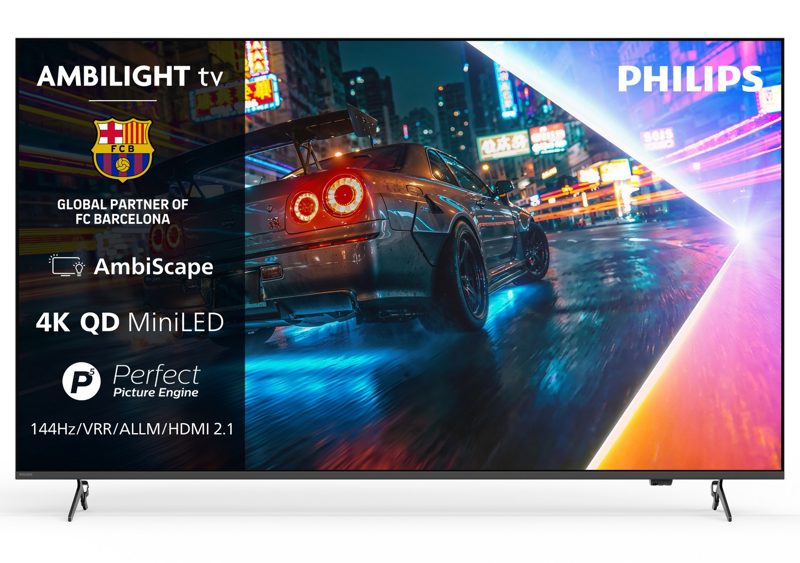 AMBILIGHT tv
PHILIPS
FCB
GLOBAL PARTNER OF
FC BARCELONA
AmbiScape
4K QD MiniLED
P5 Perfect
Picture Engine
144Hz/VRR/ALLM/HDMI 2.1